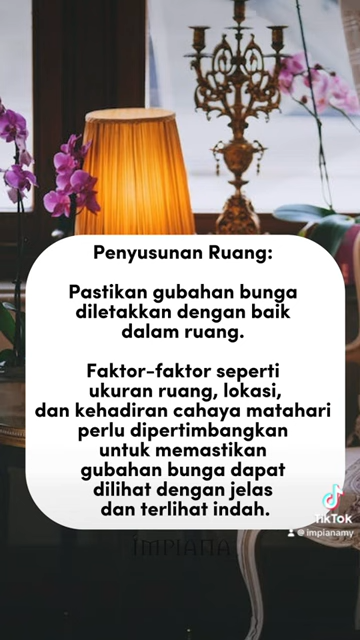 Penyusunan Ruang:
Pastikan gubahan bunga
diletakkan dengan baik
dalam ruang.
Faktor-faktor seperti
ukuran ruang, lokasi,
dan kehadiran cahaya matahari
perlu dipertimbangkan
untuk memastikan
gubahan bunga dapat
dilihat dengan jelas
dan terlihat indah.
TikTok
@impianamy
IMPIANA